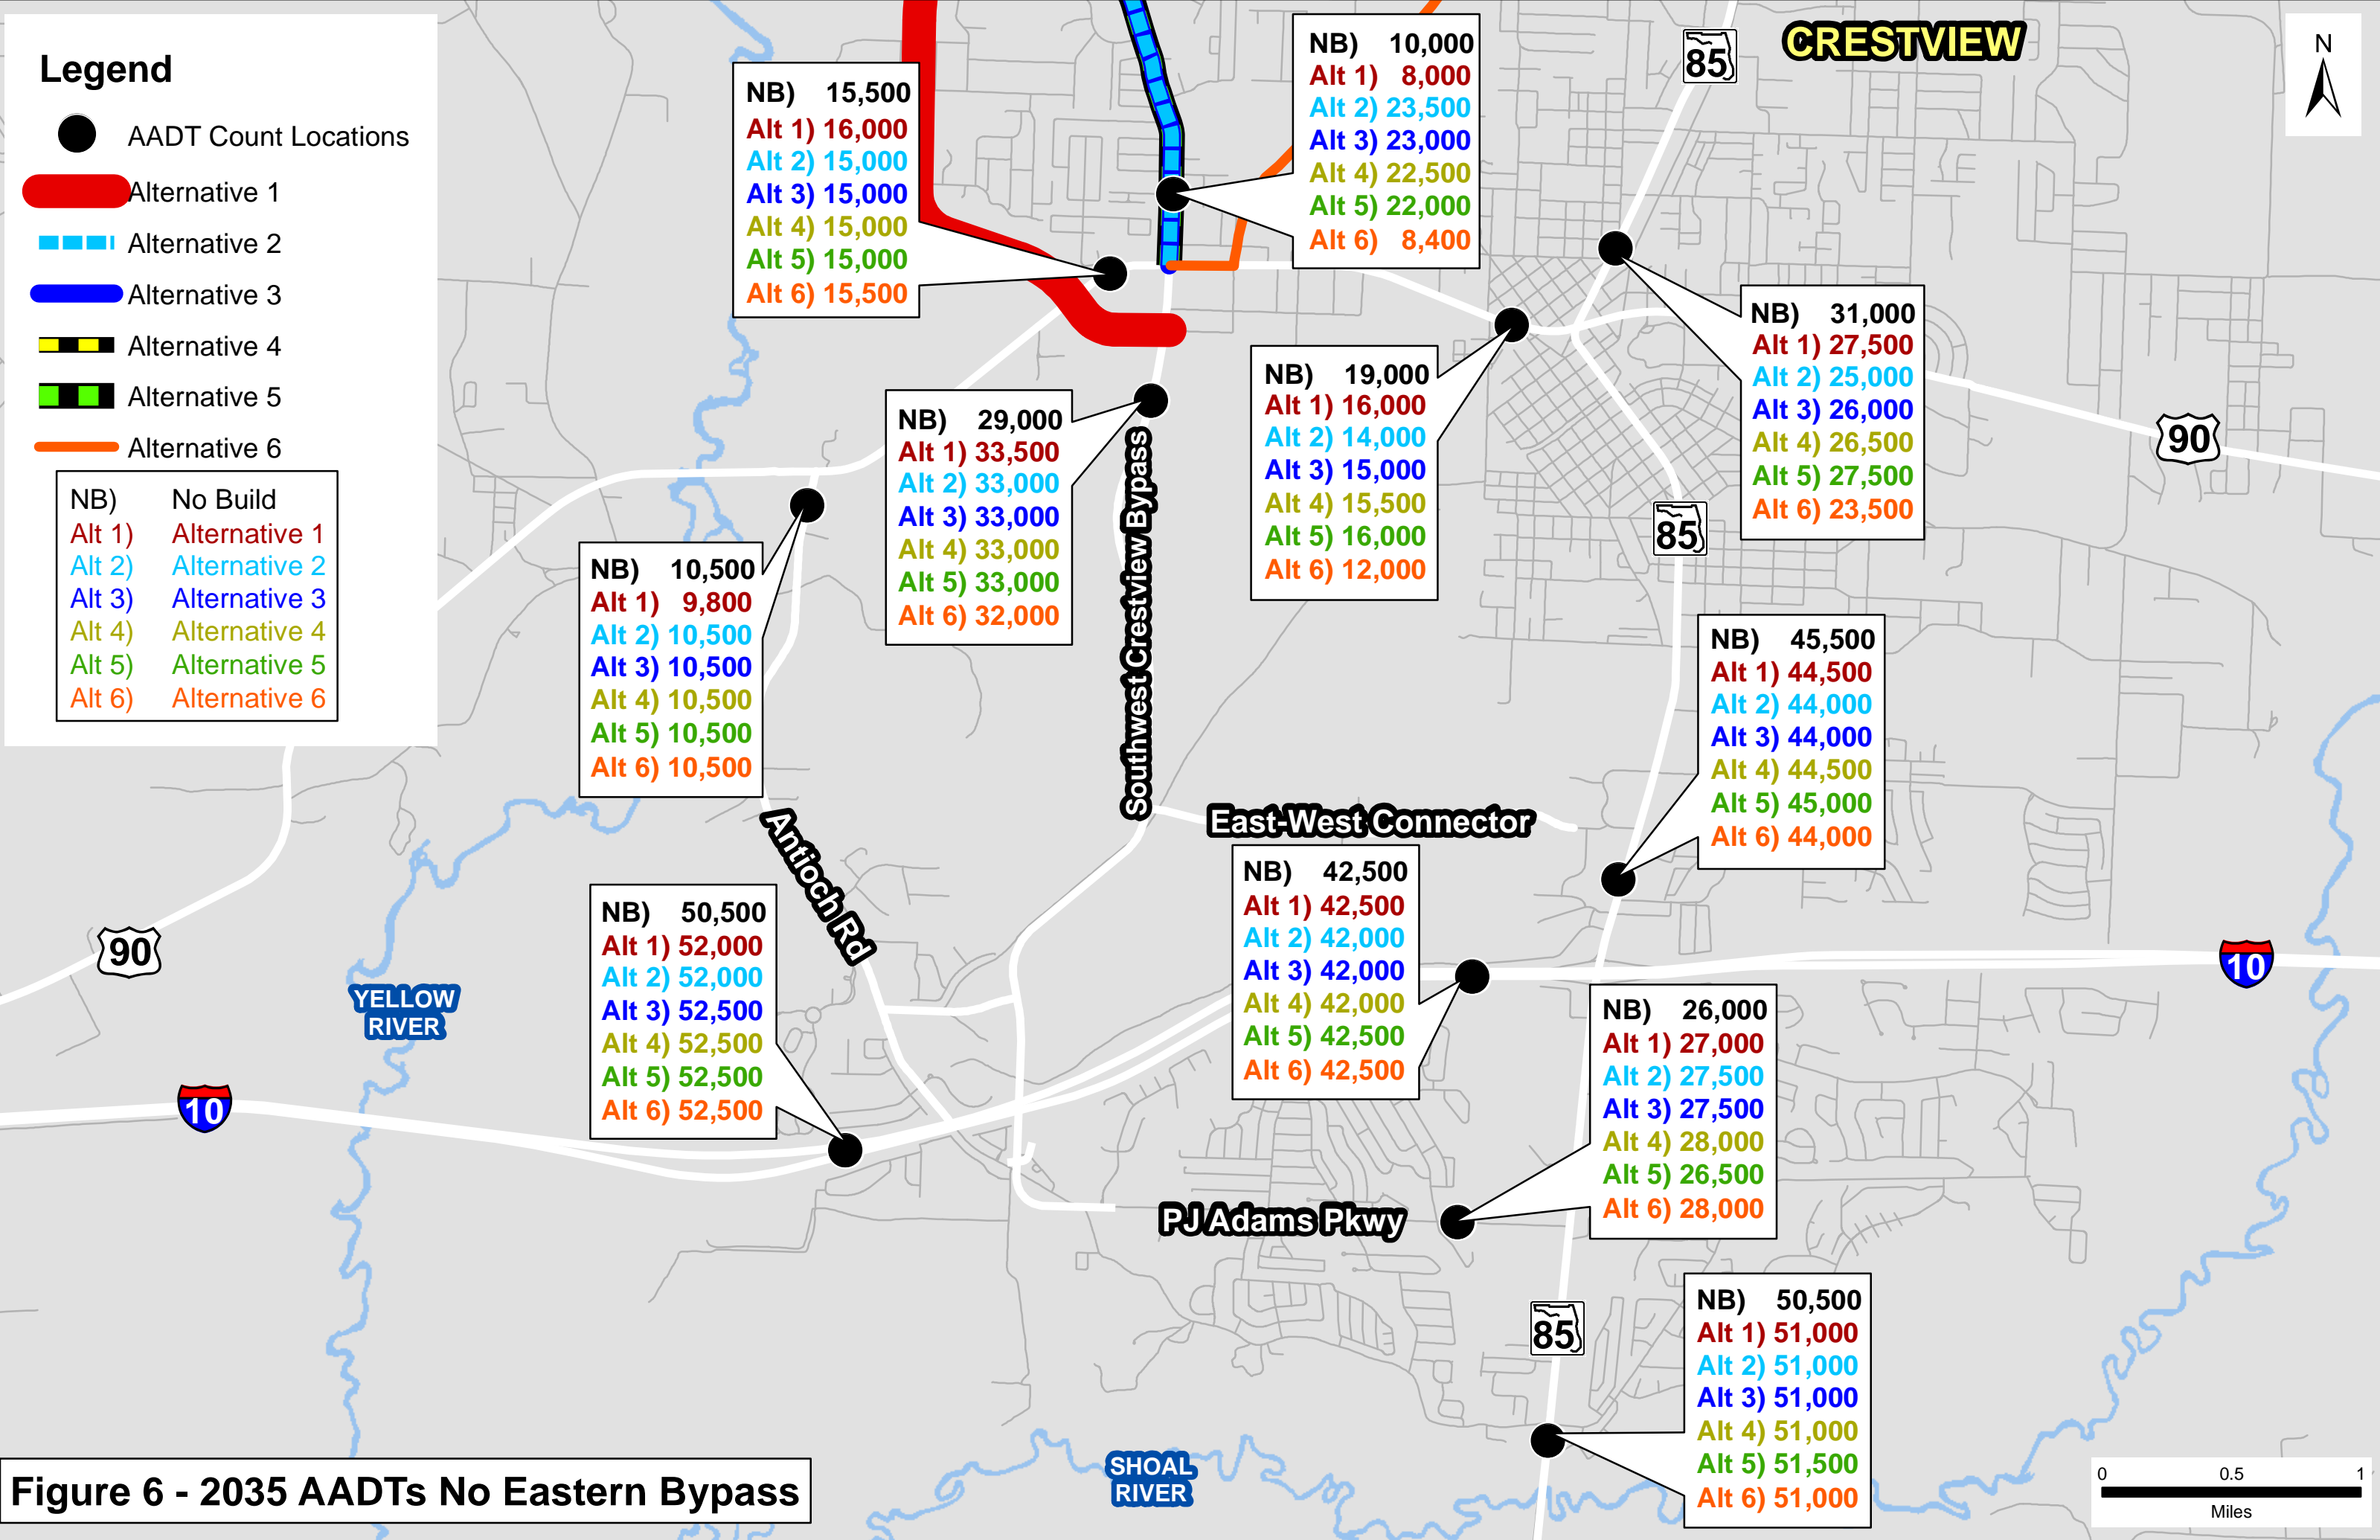 Legend
AADT Count Locations
Alternative 1
Alternative 2
Alternative 3
Alternative 4
Alternative 5
Alternative 6
NB) No Build
Alt 1) Alternative 1
Alt 2) Alternative 2
Alt 3) Alternative 3
Alt 4) Alternative 4
Alt 5) Alternative 5
Alt 6) Alternative 6
NB) 15,500
Alt 1) 16,000
Alt 2) 15,000
Alt 3) 15,000
Alt 4) 15,000
Alt 5) 15,000
Alt 6) 15,500
NB) 10,000
Alt 1) 8,000
Alt 2) 23,500
Alt 3) 23,000
Alt 4) 22,500
Alt 5) 22,000
Alt 6) 8,400
85
CRESTVIEW
N
NB) 31,000
Alt 1) 27,500
Alt 2) 25,000
Alt 3) 26,000
Alt 4) 26,500
Alt 5) 27,500
Alt 6) 23,500
NB) 19,000
Alt 1) 16,000
Alt 2) 14,000
Alt 3) 15,000
Alt 4) 15,500
Alt 5) 16,000
Alt 6) 12,000
NB) 29,000
Alt 1) 33,500
Alt 2) 33,000
Alt 3) 33,000
Alt 4) 33,000
Alt 5) 33,000
Alt 6) 32,000
90
85
Southwest Crestview Bypass
NB) 10,500
Alt 1) 9,800
Alt 2) 10,500
Alt 3) 10,500
Alt 4) 10,500
Alt 5) 10,500
Alt 6) 10,500
NB) 45,500
Alt 1) 44,500
Alt 2) 44,000
Alt 3) 44,000
Alt 4) 44,500
Alt 5) 45,000
Alt 6) 44,000
East-West Connector
Antioch Rd
NB) 42,500
Alt 1) 42,500
Alt 2) 42,000
Alt 3) 42,000
Alt 4) 42,000
Alt 5) 42,500
Alt 6) 42,500
NB) 50,500
Alt 1) 52,000
Alt 2) 52,000
Alt 3) 52,500
Alt 4) 52,500
Alt 5) 52,500
Alt 6) 52,500
90
10
YELLOW
RIVER
10
NB) 26,000
Alt 1) 27,000
Alt 2) 27,500
Alt 3) 27,500
Alt 4) 28,000
Alt 5) 26,500
Alt 6) 28,000
PJ Adams Pkwy
85
NB) 50,500
Alt 1) 51,000
Alt 2) 51,000
Alt 3) 51,000
Alt 4) 51,000
Alt 5) 51,500
Alt 6) 51,000
SHOAL
RIVER
Figure 6 - 2035 AADTs No Eastern Bypass
0 0.5 1
Miles